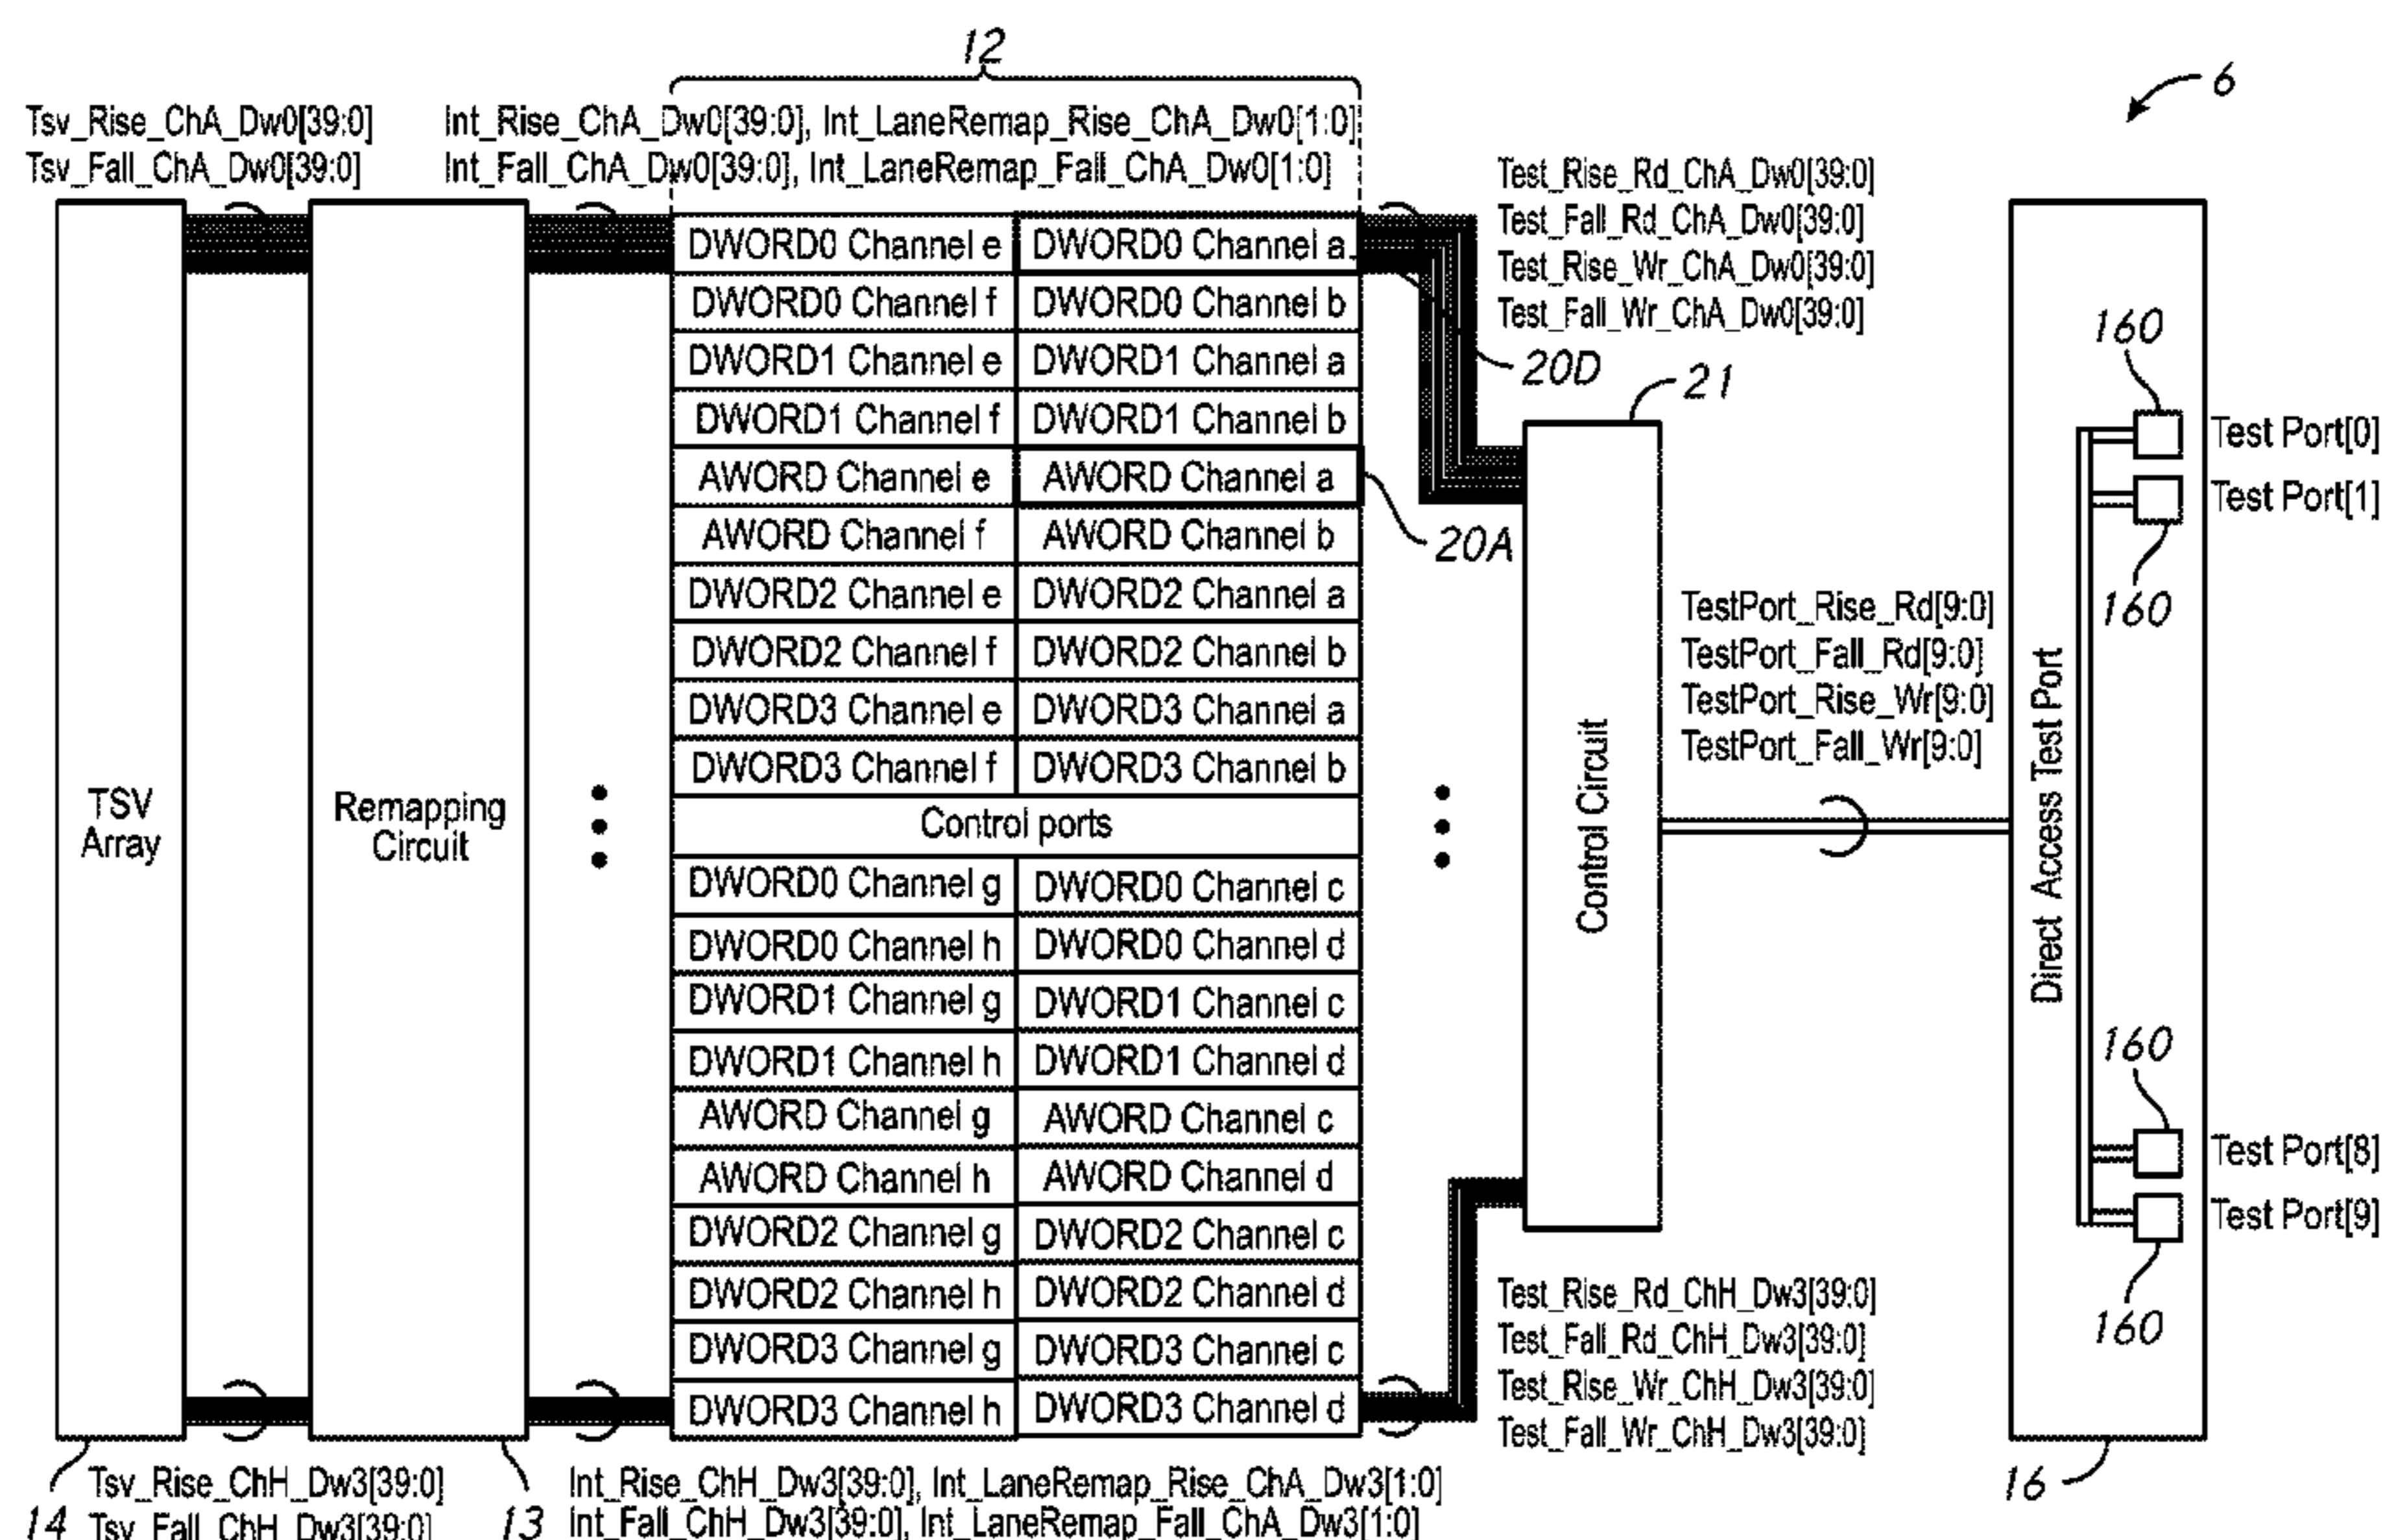 12
6
Tsv_Rise_ChA_Dw0[39:0]
Tsv_Fall_ChA_Dw0[39:0]
Int_Rise_ChA_Dw0[39:0], Int_LaneRemap_Rise_ChA_Dw0[1:0]
Int_Fall_ChA_Dw0[39:0], Int_LaneRemap_Fall_ChA_Dw0[1:0]
Test_Rise_Rd_ChA_Dw0[39:0]
Test_Fall_Rd_ChA_Dw0[39:0]
Test_Rise_Wr_ChA_Dw0[39:0]
Test_Fall_Wr_ChA_Dw0[39:0]
TSV
Array
Remapping
Circuit
DWORD0 Channel e
DWORD0 Channel a
DWORD0 Channel f
DWORD0 Channel b
DWORD1 Channel e
DWORD1 Channel a
DWORD1 Channel f
DWORD1 Channel b
AWORD Channel e
AWORD Channel a
AWORD Channel f
AWORD Channel b
DWORD2 Channel e
DWORD2 Channel a
DWORD2 Channel f
DWORD2 Channel b
DWORD3 Channel e
DWORD3 Channel a
DWORD3 Channel f
DWORD3 Channel b
Control ports
DWORD0 Channel g
DWORD0 Channel c
DWORD0 Channel h
DWORD0 Channel d
DWORD1 Channel g
DWORD1 Channel c
DWORD1 Channel h
DWORD1 Channel d
AWORD Channel g
AWORD Channel c
AWORD Channel h
AWORD Channel d
DWORD2 Channel g
DWORD2 Channel c
DWORD2 Channel h
DWORD2 Channel d
DWORD3 Channel g
DWORD3 Channel c
DWORD3 Channel h
DWORD3 Channel d
20D
20A
21
Control Circuit
TestPort_Rise_Rd[9:0]
TestPort_Fall_Rd[9:0]
TestPort_Rise_Wr[9:0]
TestPort_Fall_Wr[9:0]
Direct Access Test Port
160
Test Port[0]
Test Port[1]
160
160
Test Port[8]
Test Port[9]
160
Test_Rise_Rd_ChH_Dw3[39:0]
Test_Fall_Rd_ChH_Dw3[39:0]
Test_Rise_Wr_ChH_Dw3[39:0]
Test_Fall_Wr_ChH_Dw3[39:0]
16
14
Tsv_Rise_ChH_Dw3[39:0]
Tsv_Fall_ChH_Dw3[39:0]
13
Int_Rise_ChH_Dw3[39:0], Int_LaneRemap_Rise_ChA_Dw3[1:0]
Int_Fall_ChH_Dw3[39:0], Int_LaneRemap_Fall_ChA_Dw3[1:0]